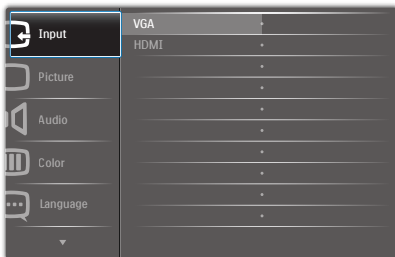 Input
VGA
HDMI
Picture
Audio
Color
Language